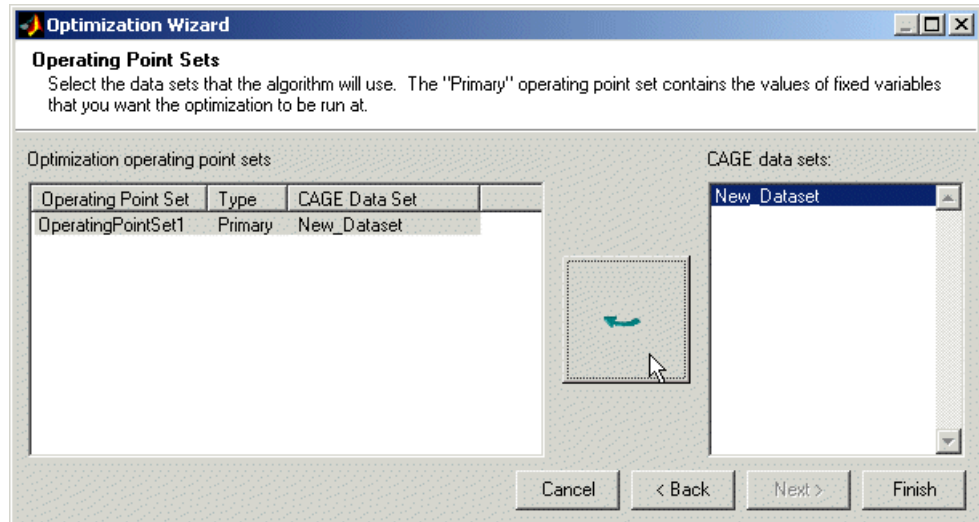 Optimization Wizard
Operating Point Sets
Select the data sets that the algorithm will use. The "Primary" operating point set contains the values of fixed variables
that you want the optimization to be run at.
Optimization operating point sets
Operating Point Set Type CAGE Data Set
OperatingPointSet1 Primary New_Dataset
CAGE data sets:
New_Dataset
Cancel < Back Next > Finish